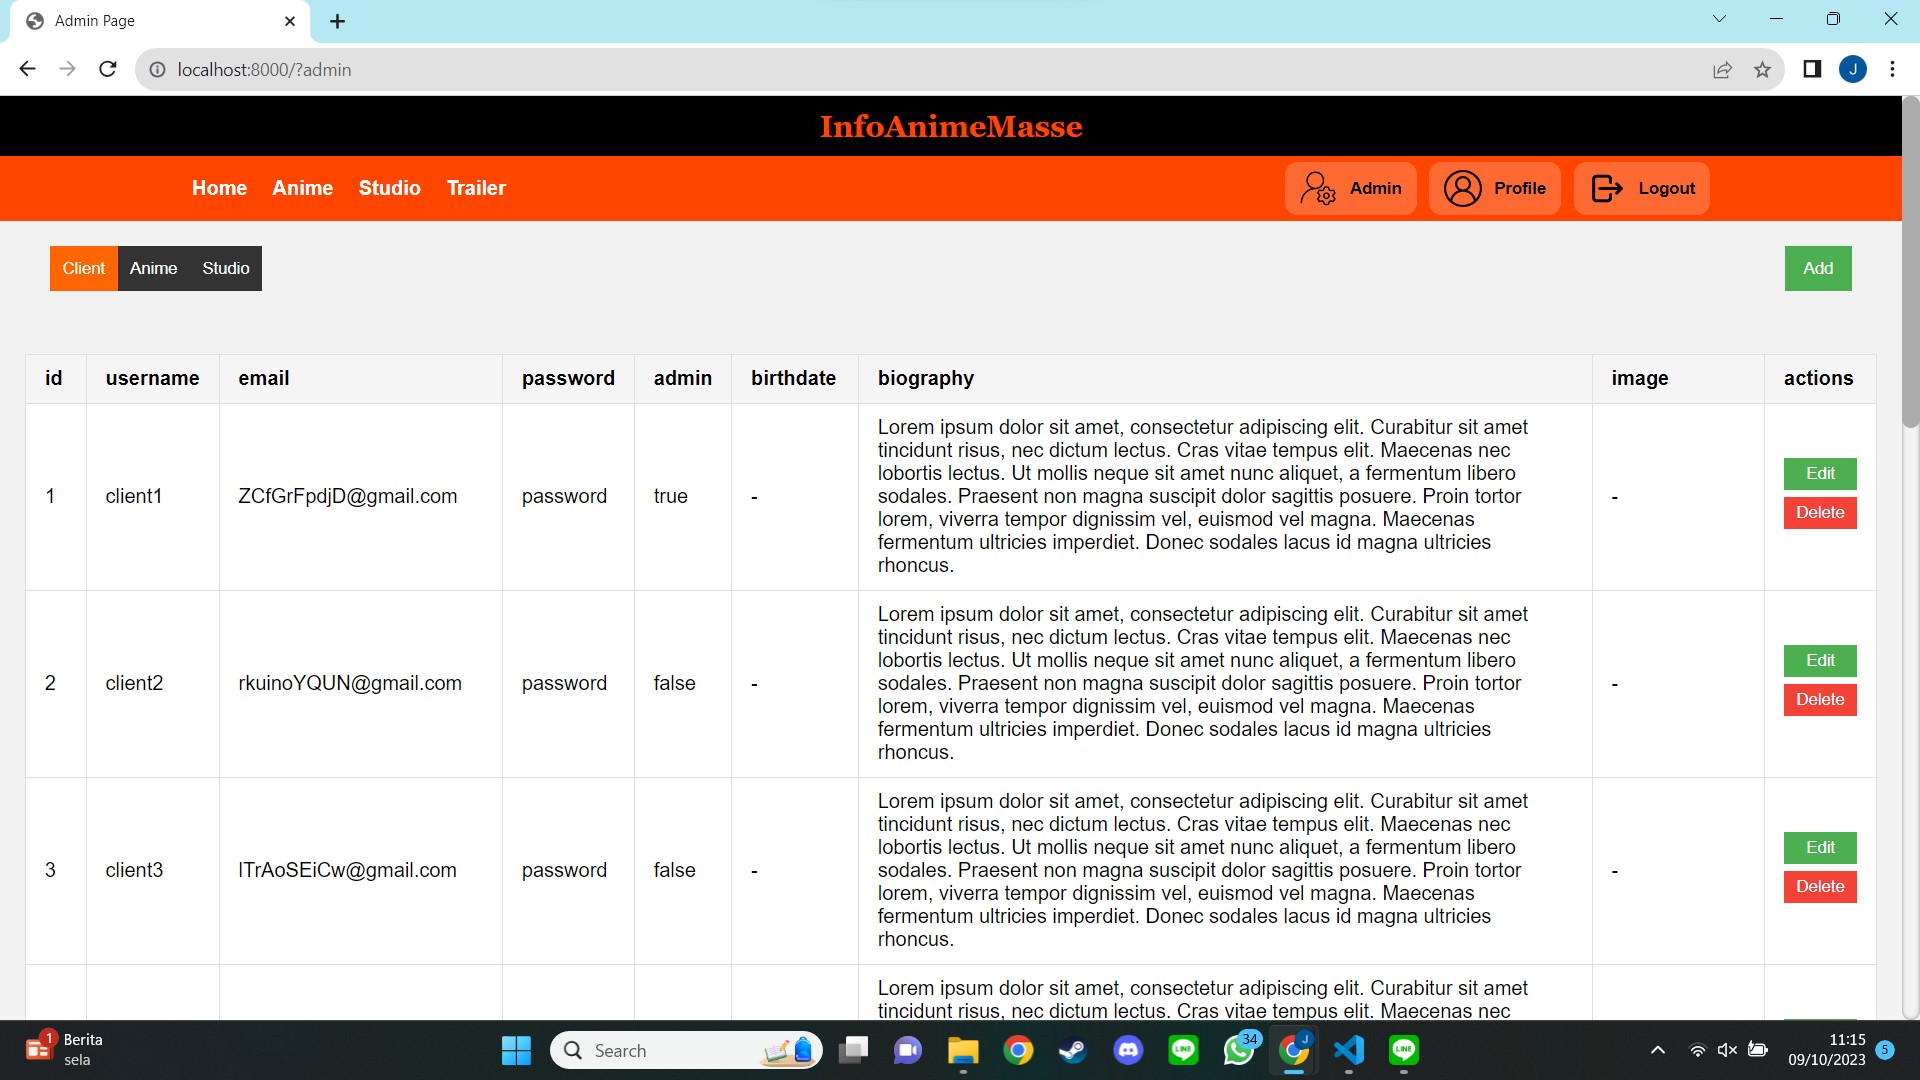 Admin Page
localhost:8000/?admin
J
InfoAnimeMasse
Home Anime Studio Trailer Admin Profile Logout
Client Anime Studio Add
id username email password admin birthdate biography image actions
1 client1 ZCfGrFpdjD@gmail.com password true - Lorem ipsum dolor sit amet, consectetur adipiscing elit. Curabitur sit amet
tincidunt risus, nec dictum lectus. Cras vitae tempus elit. Maecenas nec
lobortis lectus. Ut mollis neque sit amet nunc aliquet, a fermentum libero
sodales. Praesent non magna suscipit dolor sagittis posuere. Proin tortor
lorem, viverra tempor dignissim vel, euismod vel magna. Maecenas
fermentum ultricies imperdiet. Donec sodales lacus id magna ultricies
rhoncus.
-
Edit
Delete
2 client2 rkuinoYQUN@gmail.com password false - Lorem ipsum dolor sit amet, consectetur adipiscing elit. Curabitur sit amet
tincidunt risus, nec dictum lectus. Cras vitae tempus elit. Maecenas nec
lobortis lectus. Ut mollis neque sit amet nunc aliquet, a fermentum libero
sodales. Praesent non magna suscipit dolor sagittis posuere. Proin tortor
lorem, viverra tempor dignissim vel, euismod vel magna. Maecenas
fermentum ultricies imperdiet. Donec sodales lacus id magna ultricies
rhoncus.
-
Edit
Delete
3 client3 lTrAoSEiCw@gmail.com password false - Lorem ipsum dolor sit amet, consectetur adipiscing elit. Curabitur sit amet
tincidunt risus, nec dictum lectus. Cras vitae tempus elit. Maecenas nec
lobortis lectus. Ut mollis neque sit amet nunc aliquet, a fermentum libero
sodales. Praesent non magna suscipit dolor sagittis posuere. Proin tortor
lorem, viverra tempor dignissim vel, euismod vel magna. Maecenas
fermentum ultricies imperdiet. Donec sodales lacus id magna ultricies
rhoncus.
-
Edit
Delete
Lorem ipsum dolor sit amet, consectetur adipiscing elit. Curabitur sit amet
tincidunt risus, nec dictum lectus. Cras vitae tempus elit. Maecenas nec
1 Berita
sela
Search
LINE
34
J
LINE
11:15
09/10/2023
5